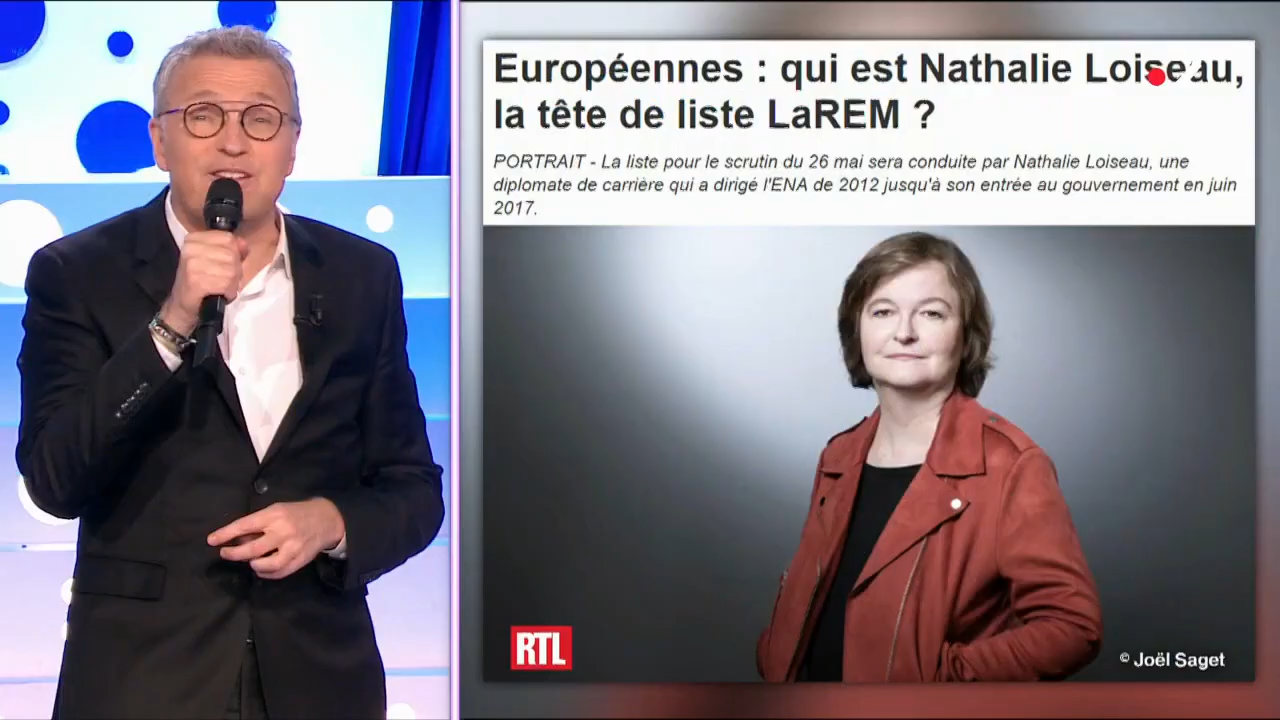 Européennes : qui est Nathalie Loiseau,
la tête de liste LaREM ?
PORTRAIT - La liste pour le scrutin du 26 mai sera conduite par Nathalie Loiseau, une
diplomate de carrière qui a dirigé l'ENA de 2012 jusqu'à son entrée au gouvernement en juin
2017.
RTL
© Joël Saget